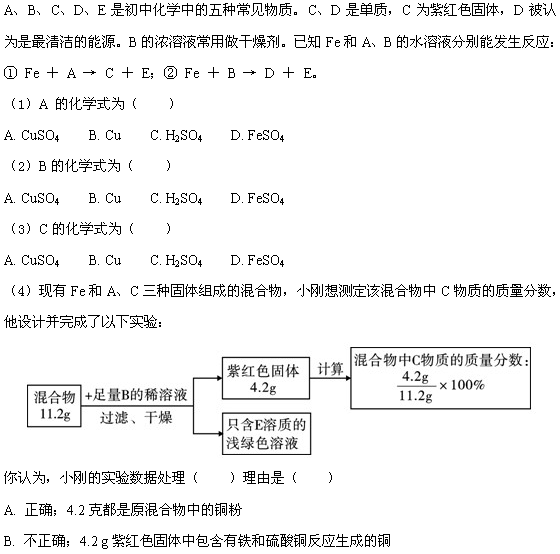 A、B、C、D、E 是初中化学中的五种常见物质。C、D 是单质，C 为紫红色固体，D 被认
为是最清洁的能源。B 的浓溶液常用做干燥剂。已知 Fe 和 A、B 的水溶液分别能发生反应:
① Fe ＋ A → C ＋ E；② Fe ＋ B → D ＋ E。
（1）A 的化学式为（　　）
A. CuSO₄　　B. Cu　　C. H₂SO₄　　D. FeSO₄
（2）B 的化学式为（　　）
A. CuSO₄　　B. Cu　　C. H₂SO₄　　D. FeSO₄
（3）C 的化学式为（　　）
A. CuSO₄　　B. Cu　　C. H₂SO₄　　D. FeSO₄
（4）现有 Fe 和 A、C 三种固体组成的混合物，小刚想测定该混合物中 C 物质的质量分数，
他设计并完成了以下实验:
混合物
11.2g
+足量B的稀溶液
过滤、干燥
紫红色固体
4.2g
只含E溶质的
浅绿色溶液
计算
混合物中C物质的质量分数:
4.2g
11.2g
×100%
你认为，小刚的实验数据处理（　　）理由是（　　）
A. 正确；4.2 克都是原混合物中的铜粉
B. 不正确；4.2 g 紫红色固体中包含有铁和硫酸铜反应生成的铜